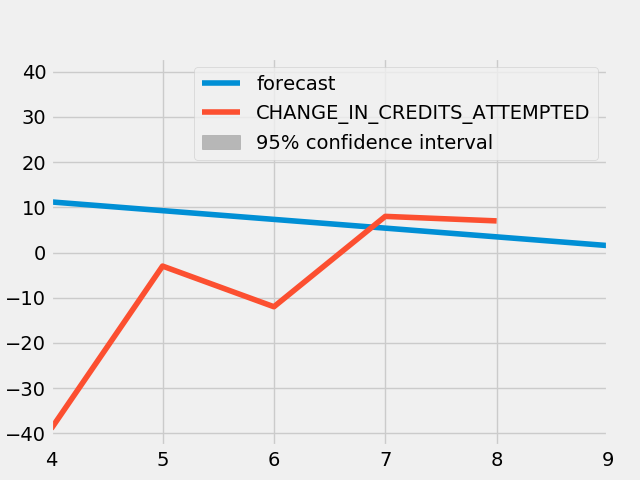 40
30
20
10
0
−10
−20
−30
−40
forecast
CHANGE_IN_CREDITS_ATTEMPTED
95% confidence interval
4 5 6 7 8 9